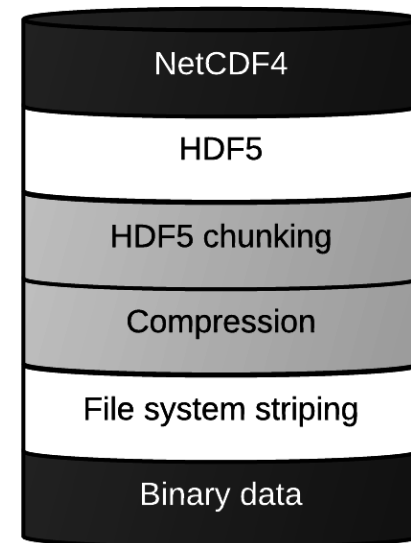 NetCDF4
HDF5
HDF5 chunking
Compression
File system striping
Binary data